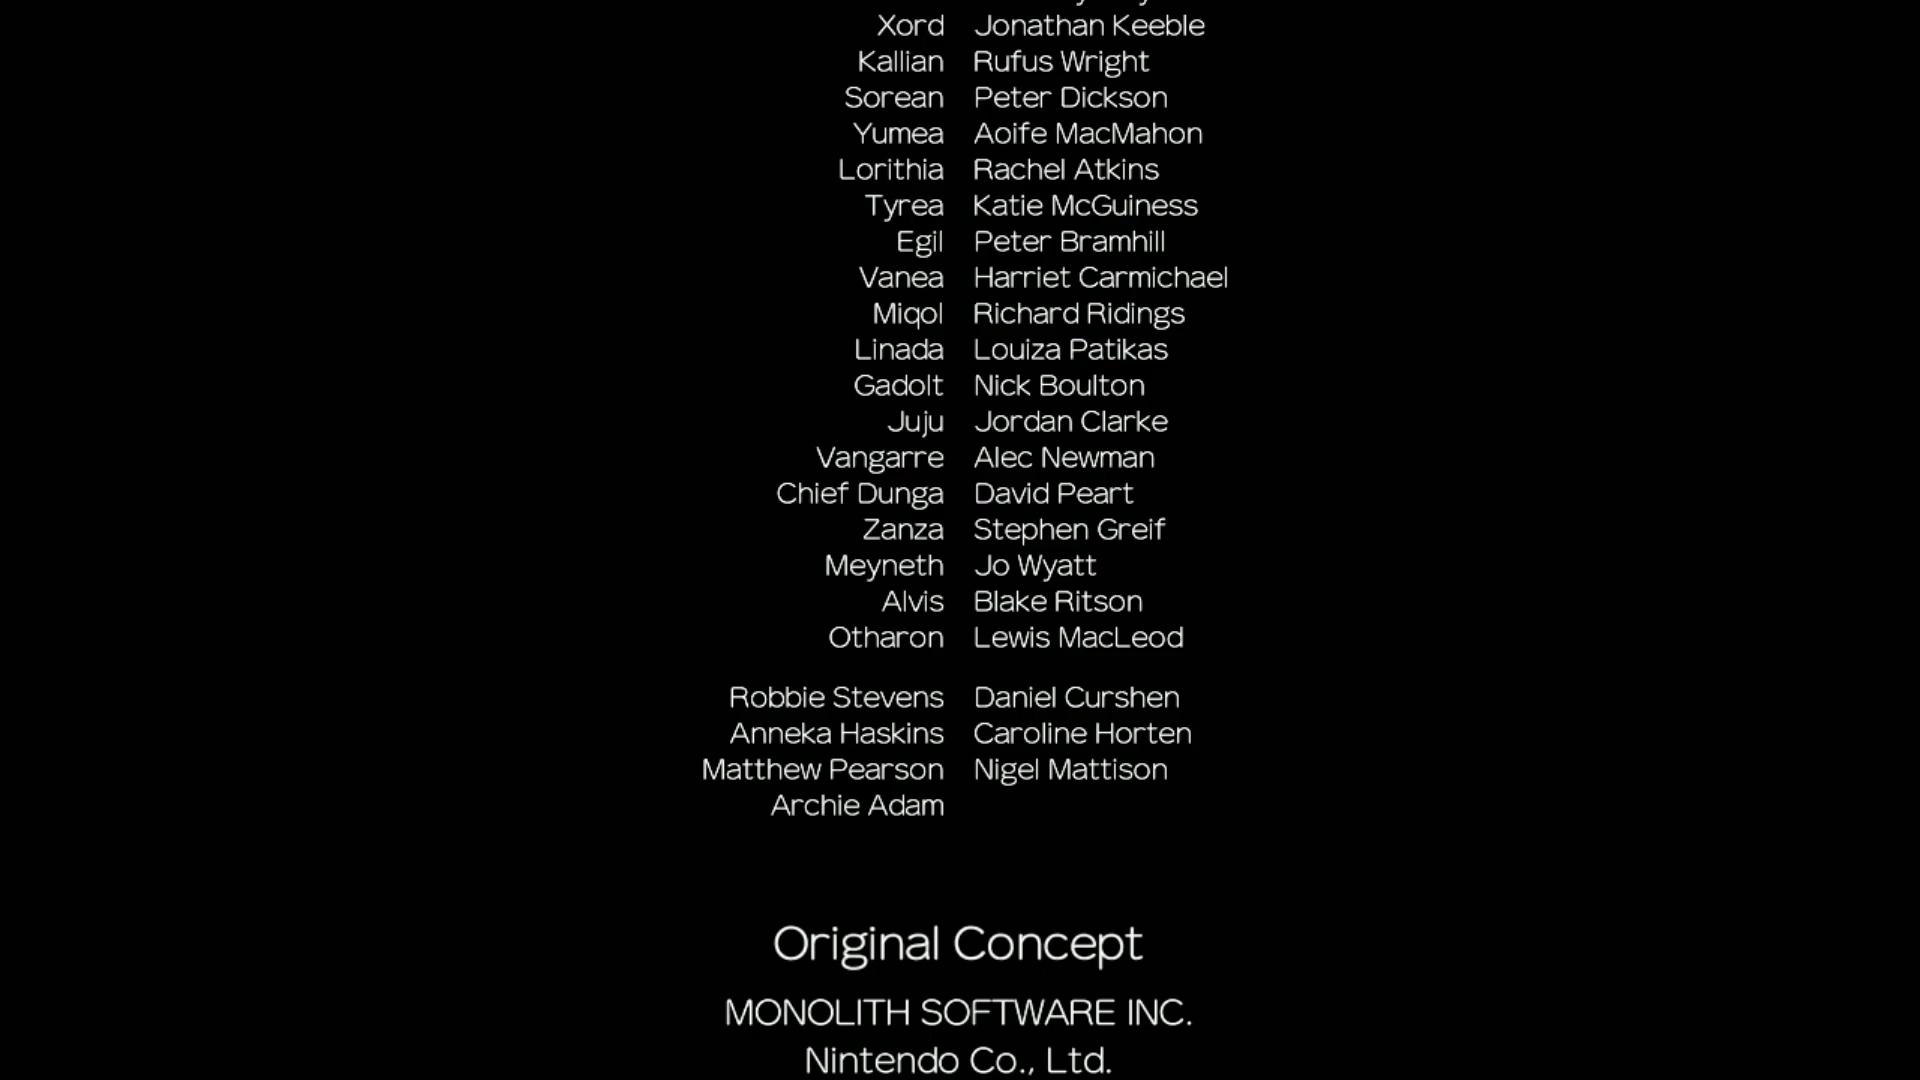 Xord Jonathan Keeble
Kallian Rufus Wright
Sorean Peter Dickson
Yumea Aoife MacMahon
Lorithia Rachel Atkins
Tyrea Katie McGuiness
Egil Peter Bramhill
Vanea Harriet Carmichael
Miqol Richard Ridings
Linada Louiza Patikas
Gadolt Nick Boulton
Juju Jordan Clarke
Vangarre Alec Newman
Chief Dunga David Peart
Zanza Stephen Greif
Meyneth Jo Wyatt
Alvis Blake Ritson
Otharon Lewis MacLeod
Robbie Stevens Daniel Curshen
Anneka Haskins Caroline Horten
Matthew Pearson Nigel Mattison
Archie Adam
Original Concept
MONOLITH SOFTWARE INC.
Nintendo Co., Ltd.